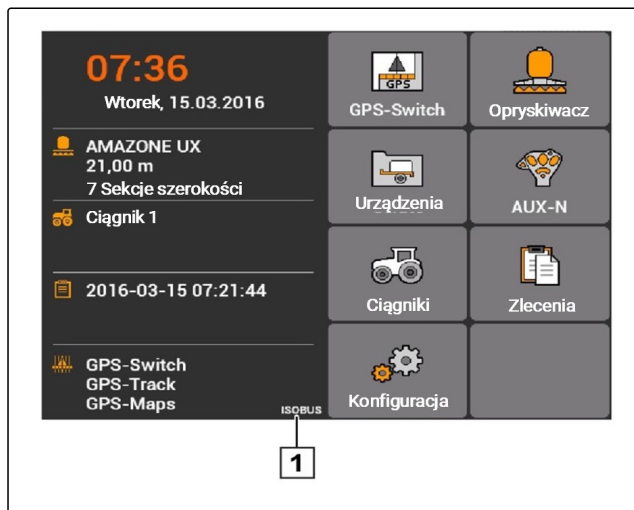 07:36
Wtorek, 15.03.2016
AMAZONE UX
21,00 m
7 Sekcje szerokości
Ciągnik 1
2016-03-15 07:21:44
GPS-Switch
GPS-Track
GPS-Maps
ISOBUS
GPS
GPS-Switch
Opryskiwacz
Urządzenia
AUX-N
Ciągniki
Zlecenia
Konfiguracja
1